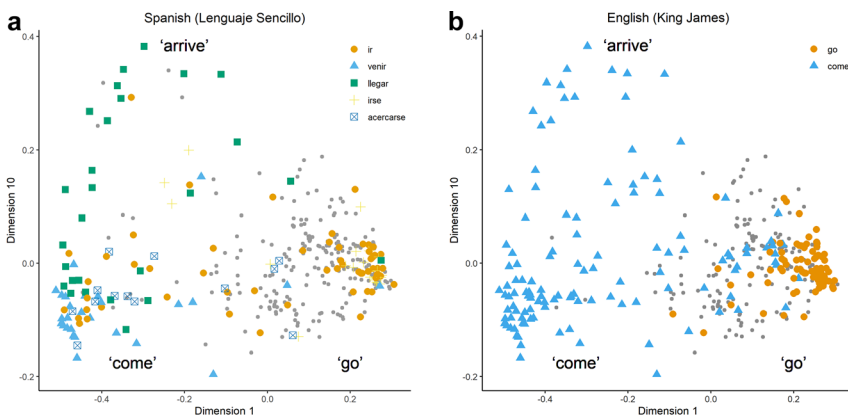 a
Spanish (Lenguaje Sencillo)
0.4
0.2
0.0
-0.2
Dimension 10
-0.4
-0.2
0.0
0.2
Dimension 1
'arrive'
'come'
'go'
ir
venir
llegar
irse
acercarse
b
English (King James)
0.4
0.2
0.0
-0.2
Dimension 10
-0.4
-0.2
0.0
0.2
Dimension 1
'arrive'
'come'
'go'
go
come